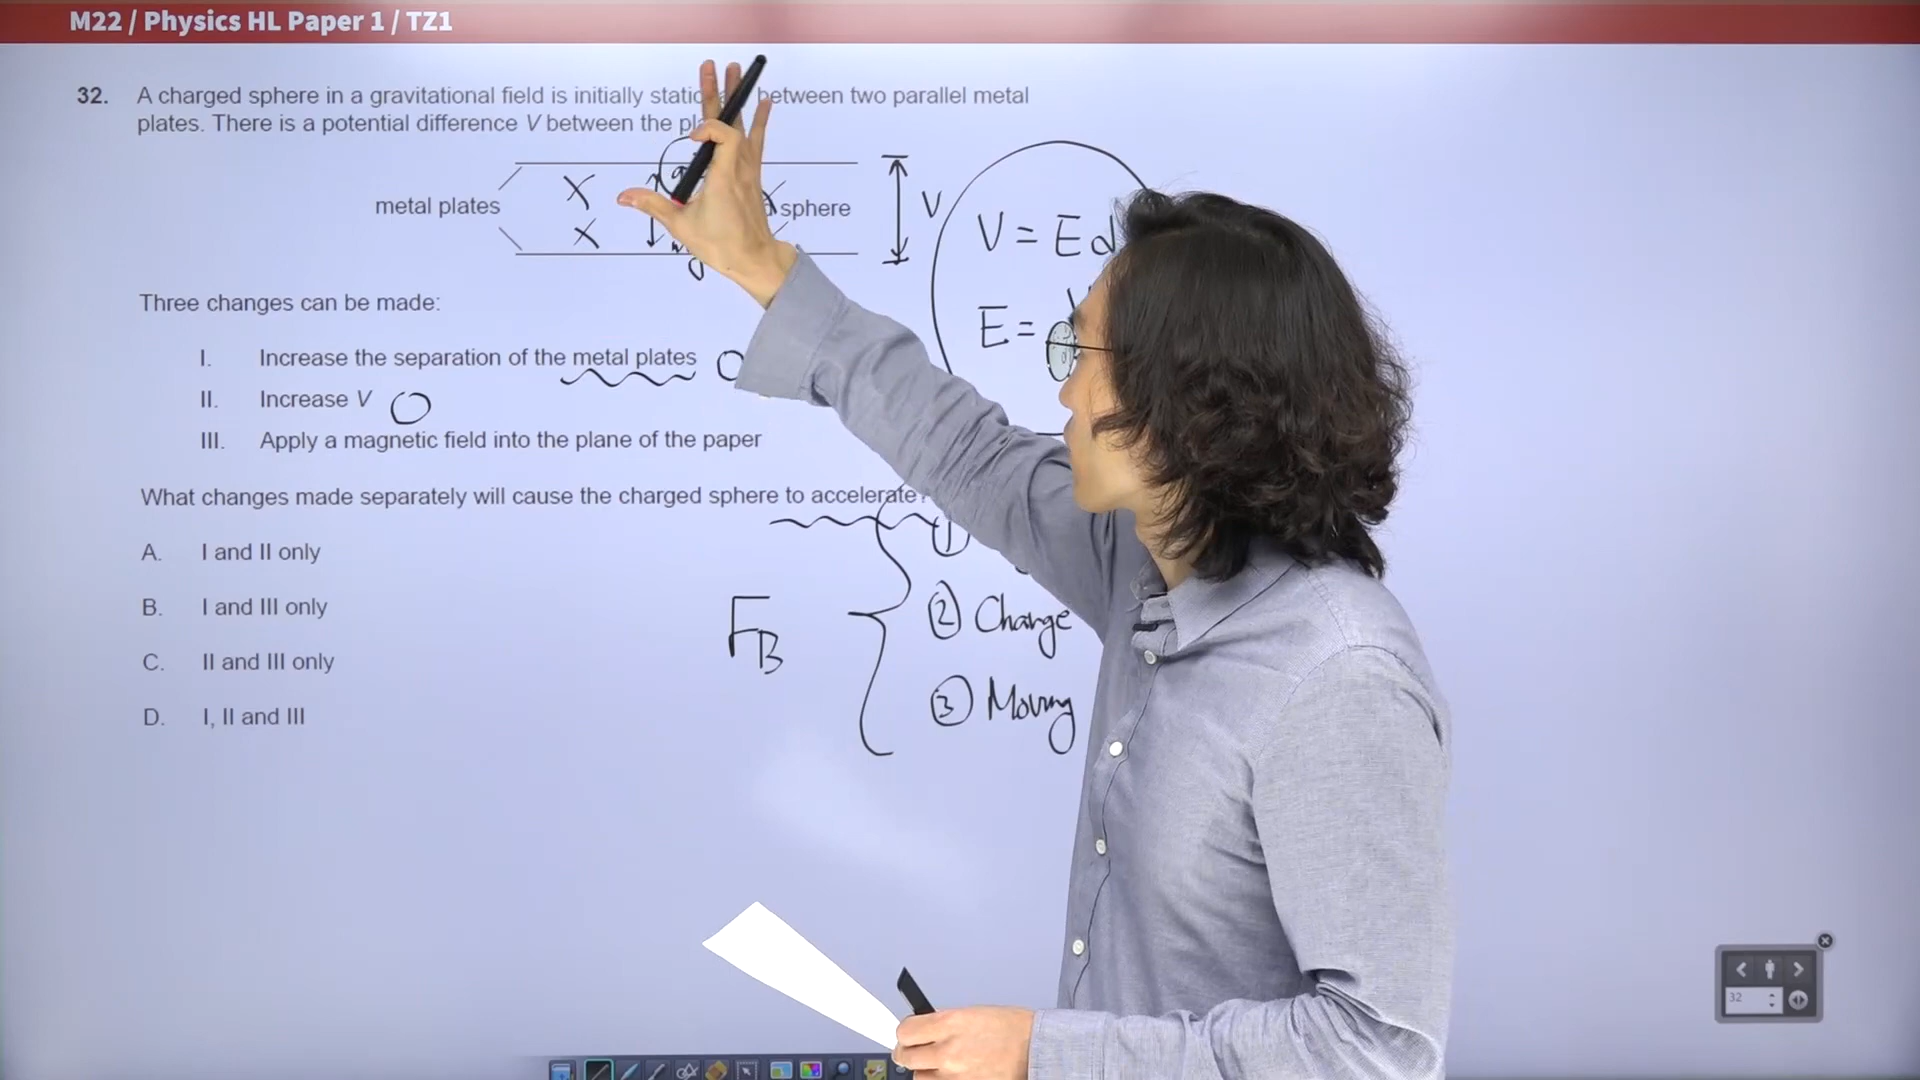 M22 / Physics HL Paper 1 / TZ1
32. A charged sphere in a gravitational field is initially between two parallel metal
plates. There is a potential difference V between the
metal plates
X
X
sphere
V
V = Ed
E =
Three changes can be made:
I. Increase the separation of the metal plates
II. Increase V
III. Apply a magnetic field into the plane of the paper
What changes made separately will cause the charged sphere to accelerate?
A. I and II only
B. I and III only
C. II and III only
D. I, II and III
F_B
①
② Charge
③ Moving
32